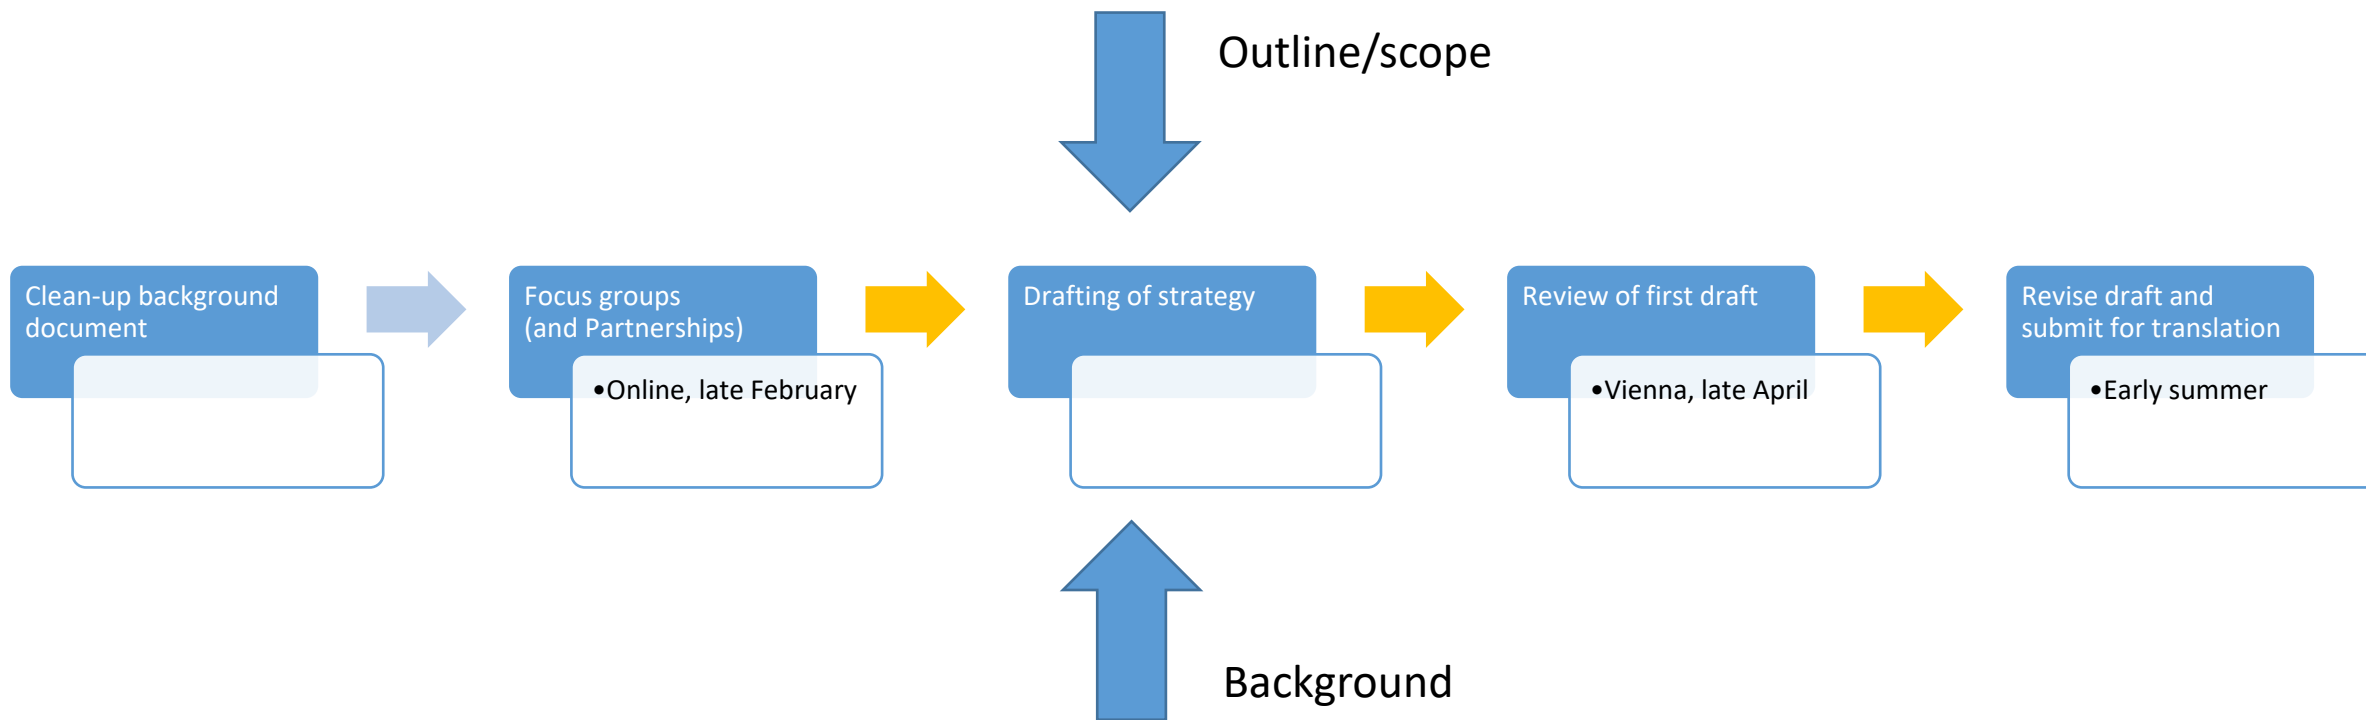 Outline/scope
Clean-up background
document
Focus groups
(and Partnerships)
•Online, late February
Drafting of strategy
Review of first draft
•Vienna, late April
Revise draft and
submit for translation
•Early summer
Background